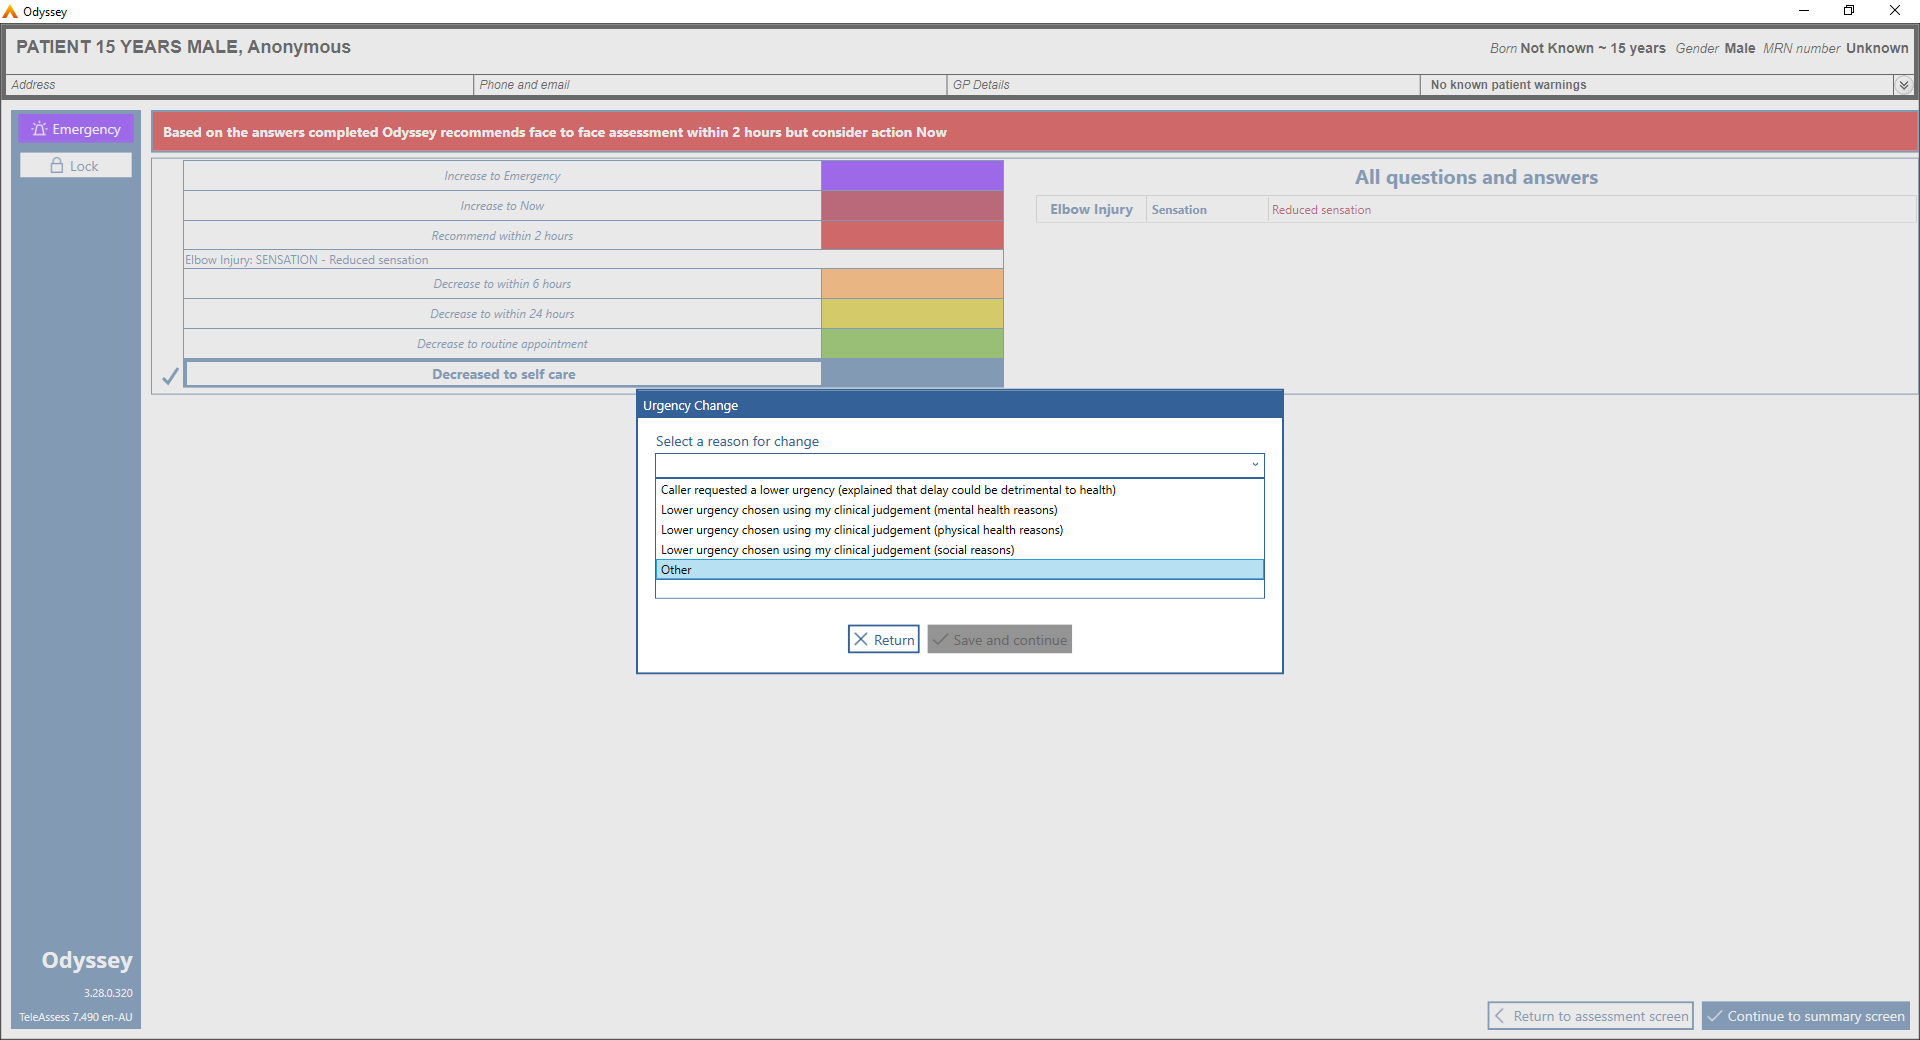 Odyssey
PATIENT 15 YEARS MALE, Anonymous
Born Not Known ~ 15 years Gender Male MRN number Unknown
Address
Phone and email
GP Details
No known patient warnings
Emergency
Lock
Based on the answers completed Odyssey recommends face to face assessment within 2 hours but consider action Now
Increase to Emergency
Increase to Now
Recommend within 2 hours
Elbow Injury: SENSATION - Reduced sensation
Decrease to within 6 hours
Decrease to within 24 hours
Decrease to routine appointment
Decreased to self care
All questions and answers
Elbow Injury Sensation Reduced sensation
Urgency Change
Select a reason for change
Caller requested a lower urgency (explained that delay could be detrimental to health)
Lower urgency chosen using my clinical judgement (mental health reasons)
Lower urgency chosen using my clinical judgement (physical health reasons)
Lower urgency chosen using my clinical judgement (social reasons)
Other
Return
Save and continue
Odyssey
3.28.0.320
TeleAssess 7.490 en-AU
Return to assessment screen
Continue to summary screen